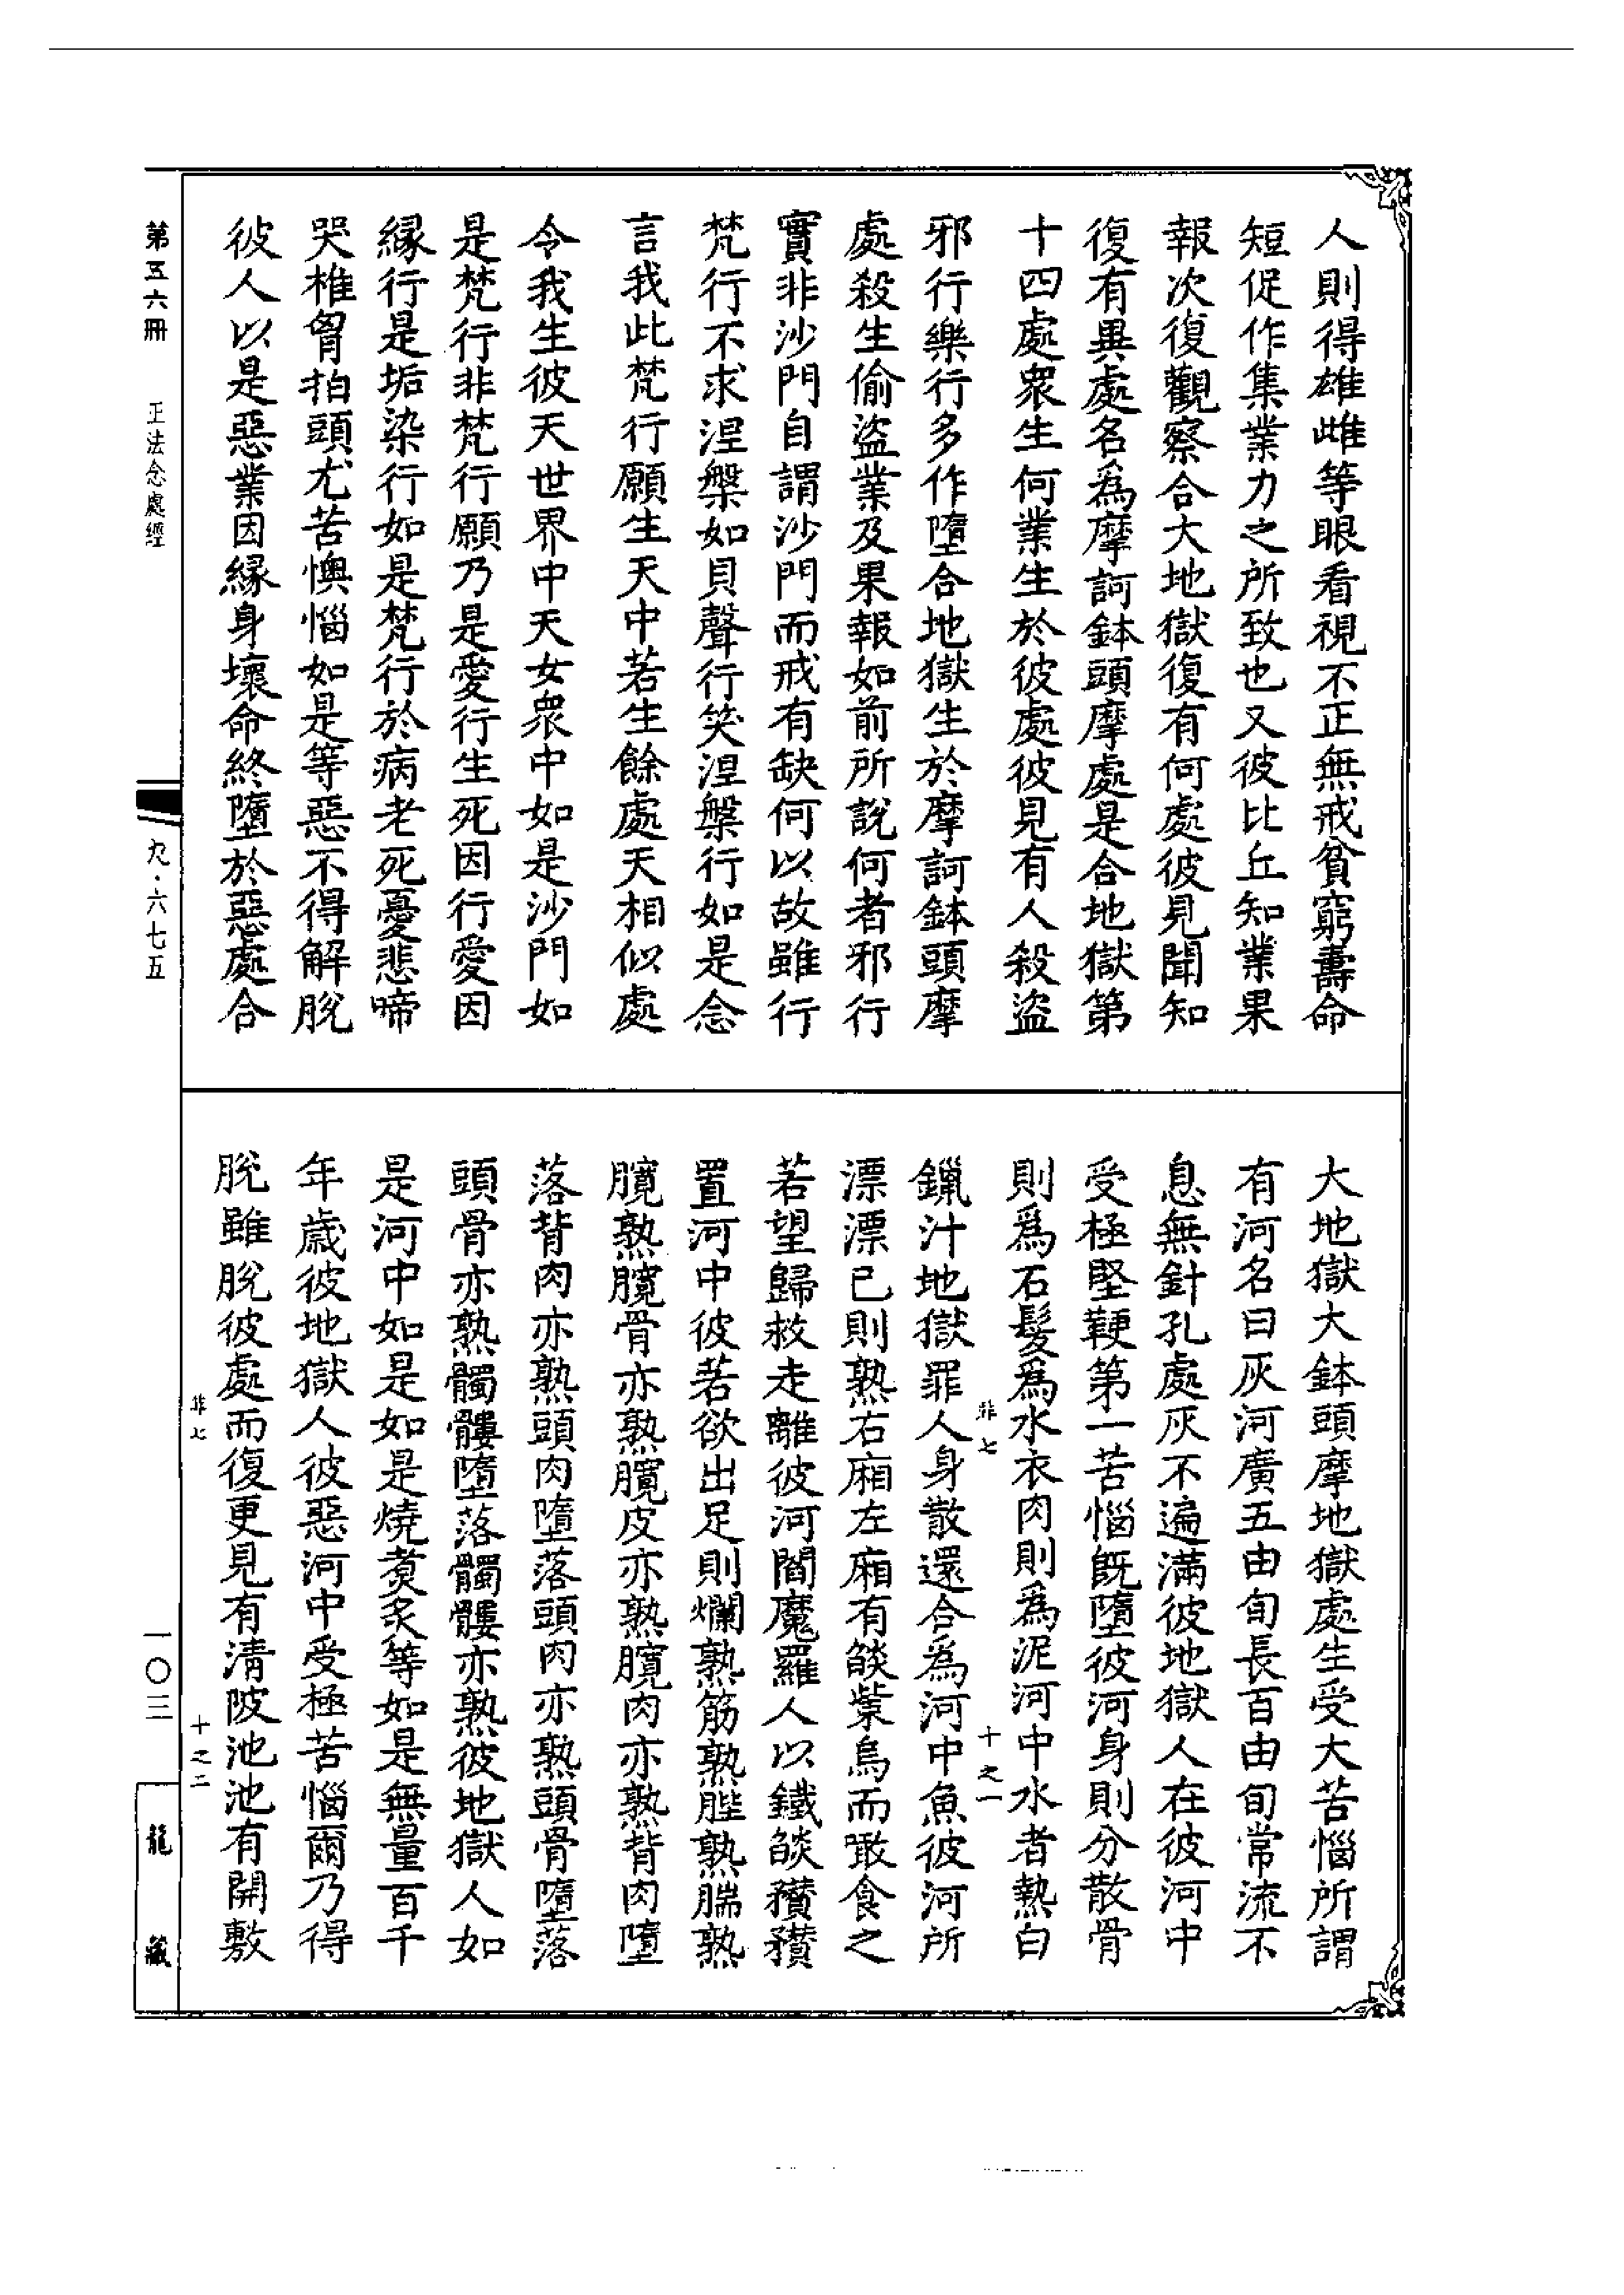 人則得雄雌等眼看視不正無戒貧窮壽命
短促作集業力之所致也又彼比丘知業果
報次復觀察合大地獄復有何處彼見聞知
復有異處名為摩訶鉢頭摩處是合地獄第
十四處衆生何業生於彼處彼見有人殺盜
邪行樂行多作墮合地獄生於摩訶鉢頭摩
處殺生偷盜業及果報如前所說何者邪行
實非沙門自謂沙門而戒有缺何以故雖行
梵行不求涅槃如貝聲行笑涅槃行如是念
言我此梵行願生天中若生餘處天相似處
令我生彼天世界中天女衆中如是沙門如
是梵行非梵行願乃是愛行生死因行愛因
縁行是垢染行如是梵行於病老死憂悲啼
哭椎胷拍頭尤苦懊惱如是等惡不得解脫
彼人以是惡業因縁身壞命終墮於惡處合
大地獄大鉢頭摩地獄處生受大苦惱所謂
有河名曰灰河廣五由旬長百由旬常流不
息無針孔處灰不遍滿彼地獄人在彼河中
受極堅鞕第一苦惱旣墮彼河身則分散骨
則爲石髮爲水衣肉則爲泥河中水者熱白
鑞汁地獄罪人身散還合爲河中魚彼河所
漂漂已則熟右廂左廂有燄㭰烏而噉食之
若望歸救走離彼河閻魔羅人以鐵燄穳穳
置河中彼若欲出足則爛熟筋熟䏶熟腨熟
臗熟臗骨亦熟臗皮亦熟臗肉亦熟背肉墮
落背肉亦熟頭肉墮落頭肉亦熟頭骨墮落
頭骨亦熟髑髏墮落髑髏亦熟彼地獄人如
是河中如是如是燒煑炙等如是無量百千
年歲彼地獄人彼惡河中受極苦惱爾乃得
脫雖脫彼處而復更見有清陂池池有開敷
菲七
十之一
菲七
十之二
第五六冊
正法念處經
九·六七五
一〇三
龍藏